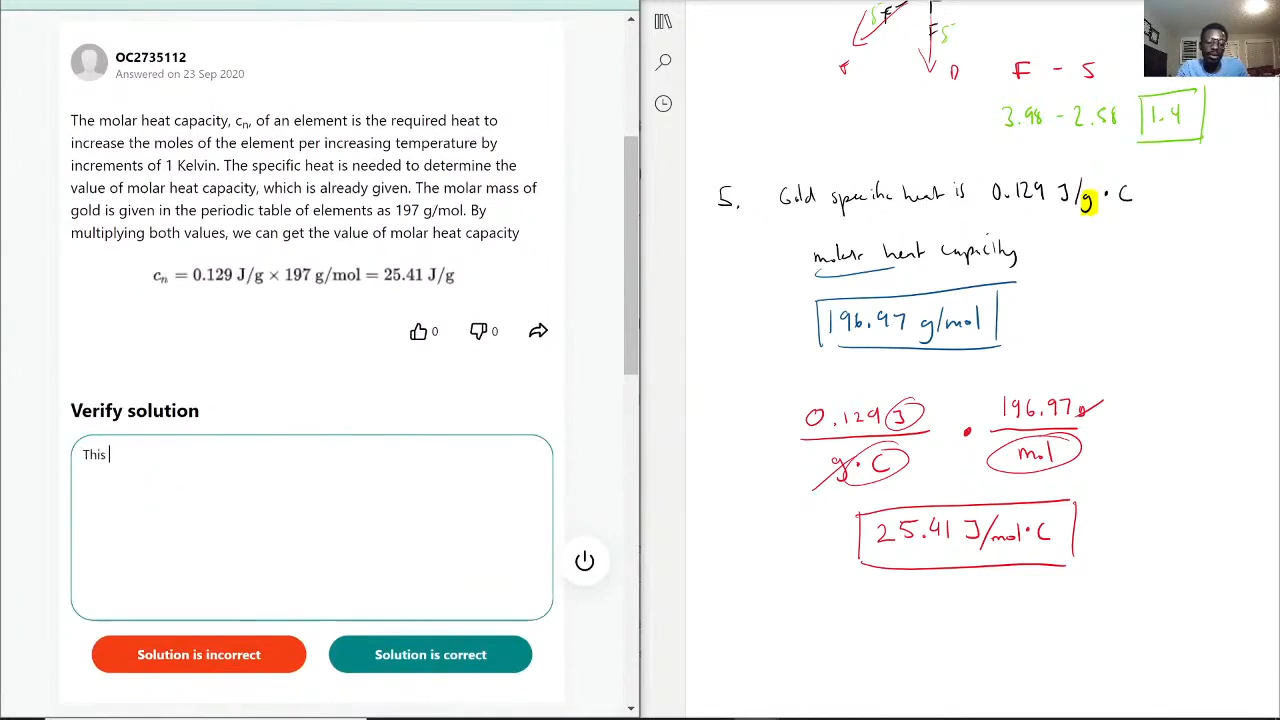 OC2735112
Answered on 23 Sep 2020
The molar heat capacity, cn, of an element is the required heat to
increase the moles of the element per increasing temperature by
increments of 1 Kelvin. The specific heat is needed to determine the
value of molar heat capacity, which is already given. The molar mass of
gold is given in the periodic table of elements as 197 g/mol. By
multiplying both values, we can get the value of molar heat capacity
cn = 0.129 J/g × 197 g/mol = 25.41 J/g
0 0
Verify solution
This
Solution is incorrect Solution is correct
F - S
3.98 - 2.58 1.4
5. Gold specific heat is 0.129 J/g · C
molar heat capacity
196.97 g/mol
0.129 J · 196.97 g
g · C mol
25.41 J/mol · C